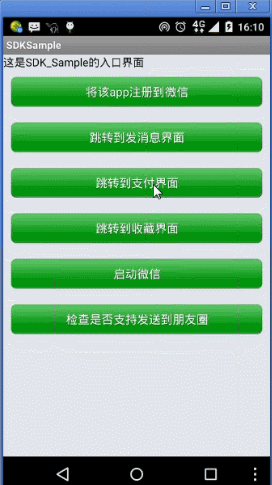 4G 16:10
SDKSample
这是SDK_Sample的入口界面
将该app注册到微信
跳转到发消息界面
跳转到支付界面
跳转到收藏界面
启动微信
检查是否支持发送到朋友圈